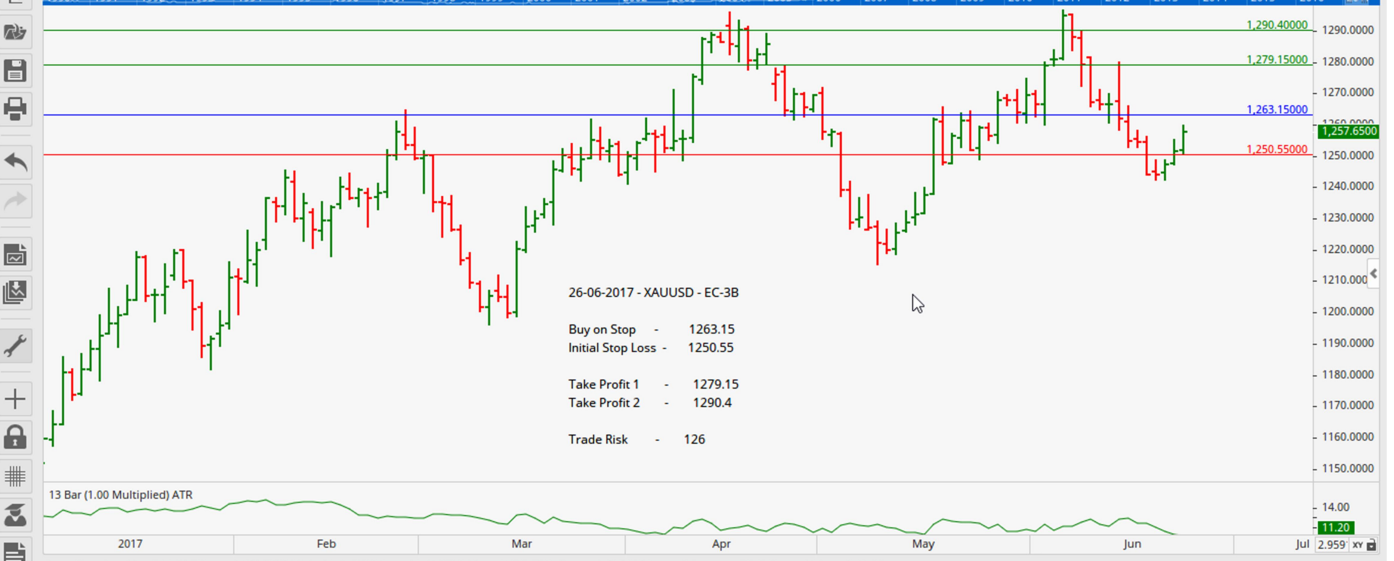 1,290.40000
1290.0000
1280.0000
1,279.15000
1270.0000
1,263.15000
1260.0000
1,257.6500
1,250.55000
1250.0000
1240.0000
1230.0000
1220.0000
1210.0000
1200.0000
1190.0000
1180.0000
1170.0000
1160.0000
1150.0000
26-06-2017 - XAUUSD - EC-3B
Buy on Stop - 1263.15
Initial Stop Loss - 1250.55
Take Profit 1 - 1279.15
Take Profit 2 - 1290.4
Trade Risk - 126
13 Bar (1.00 Multiplied) ATR
14.00
11.20
2017 Feb Mar Apr May Jun Jul
2.959 XY